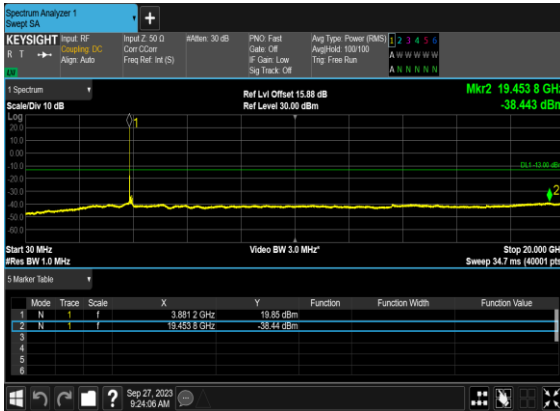 Spectrum Analyzer 1
Swept SA
+
KEYSIGHT Input: RF Input Z: 50 Ω #Atten: 30 dB PNO: Fast Avg Type: Power (RMS) 1 2 3 4 5 6
R T Coupling: DC Corr CCorr Gate: Off Avg|Hold: 100/100 A W W W W W
Align: Auto Freq Ref: Int (S) IF Gain: Low Trig: Free Run
Sig Track: Off A N N N N N
1 Spectrum Ref Lvl Offset 15.88 dB Mkr2 19.453 8 GHz
Scale/Div 10 dB Ref Level 30.00 dBm -38.443 dBm
Log
20.0
10.0
0.00
-10.0
-20.0
-30.0
-40.0
-50.0
-60.0
1
DL1 -13.00 dBm
2
Start 30 MHz Video BW 3.0 MHz* Stop 20.000 GH
#Res BW 1.0 MHz Sweep 34.7 ms (40001 pts
5 Marker Table
Mode Trace Scale X Y Function Function Width Function Value
1 N 1 f 3.881 2 GHz 19.85 dBm
2 N 1 f 19.453 8 GHz -38.44 dBm
3
4
5
6
? Sep 27, 2023
9:24:06 AM